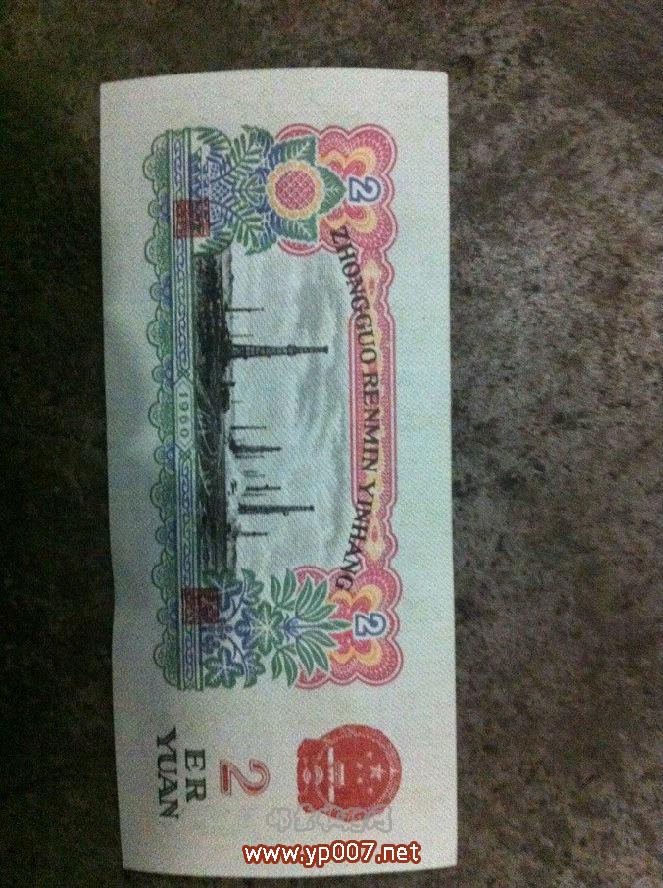 ZHONGGUO RENMIN YINHANG
2
2
1960
2
ER
YUAN
www.yp007.net